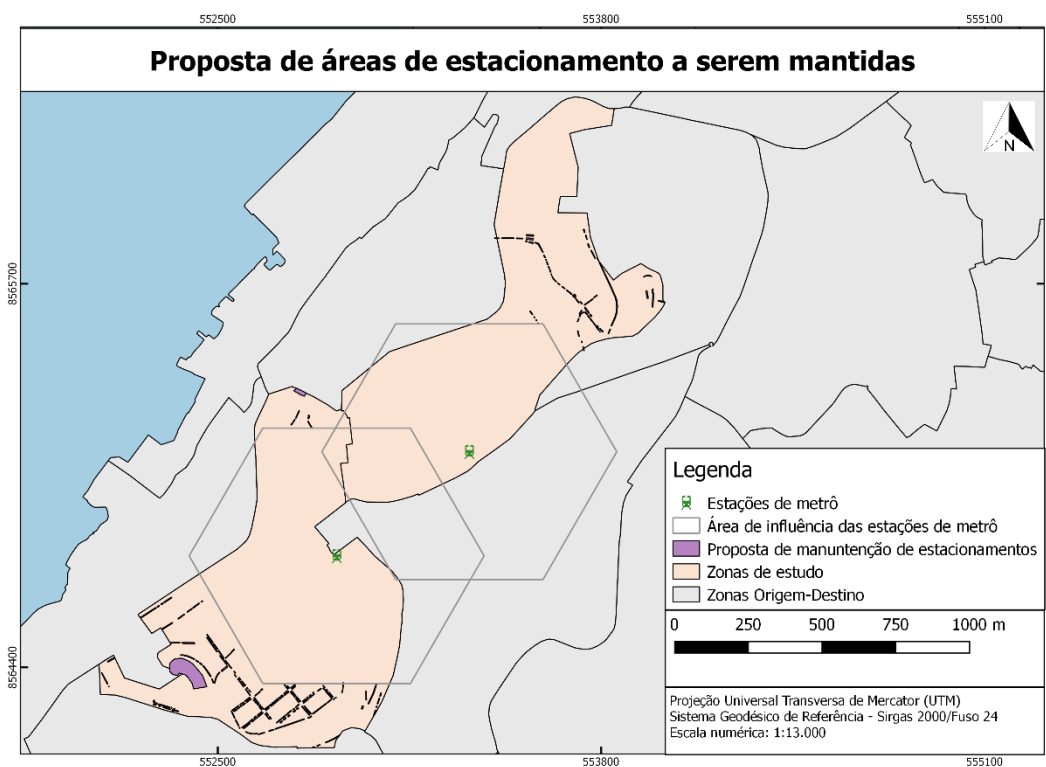 552500 553800 555100
Proposta de áreas de estacionamento a serem mantidas
N
8565700
8564400
Legenda
Estações de metrô
Área de influência das estações de metrô
Proposta de manuntenção de estacionamentos
Zonas de estudo
Zonas Origem-Destino
0 250 500 750 1000 m
Projeção Universal Transversa de Mercator (UTM)
Sistema Geodésico de Referência - Sirgas 2000/Fuso 24
Escala numérica: 1:13.000
552500 553800 555100